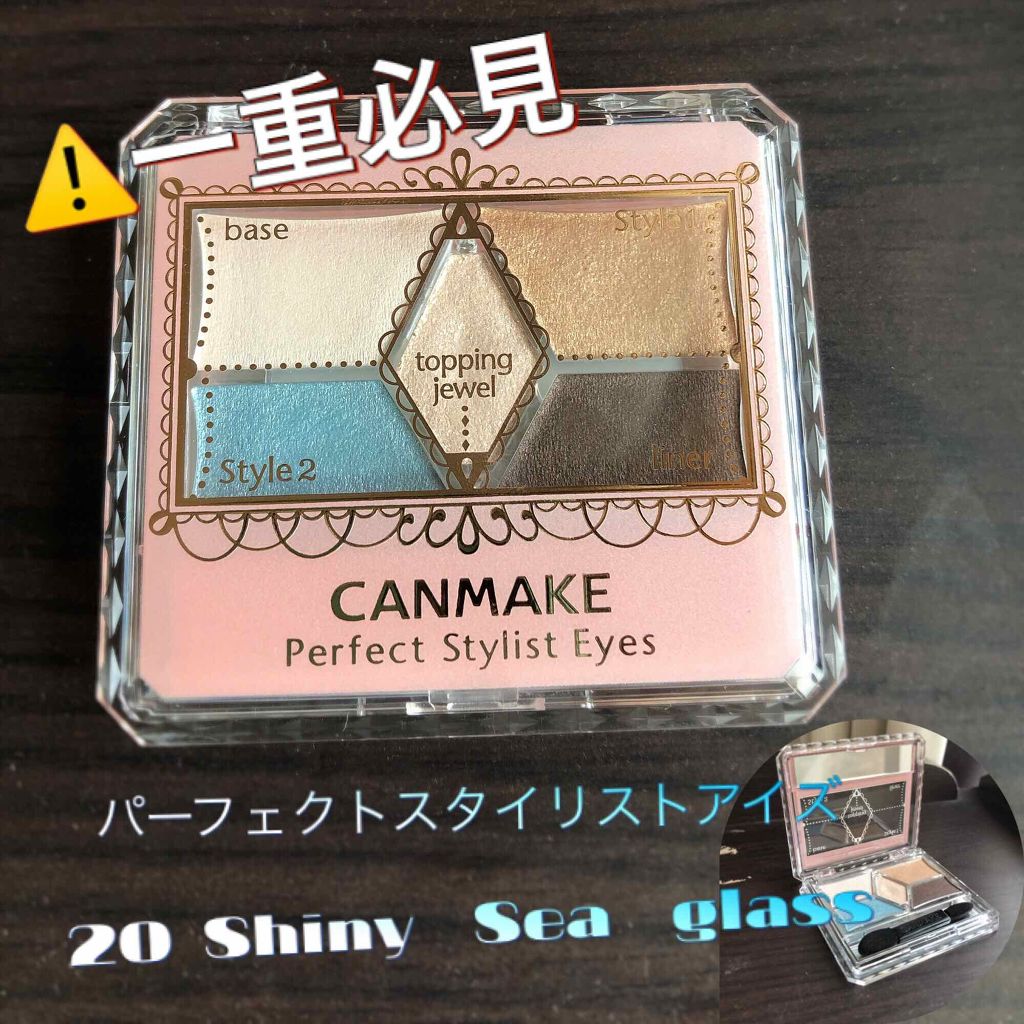 ⚠一重必見
base
Style1
topping
jewel
Style2
liner
CANMAKE
Perfect Stylist Eyes
パーフェクトスタイリストアイズ
20 Shiny Sea glass